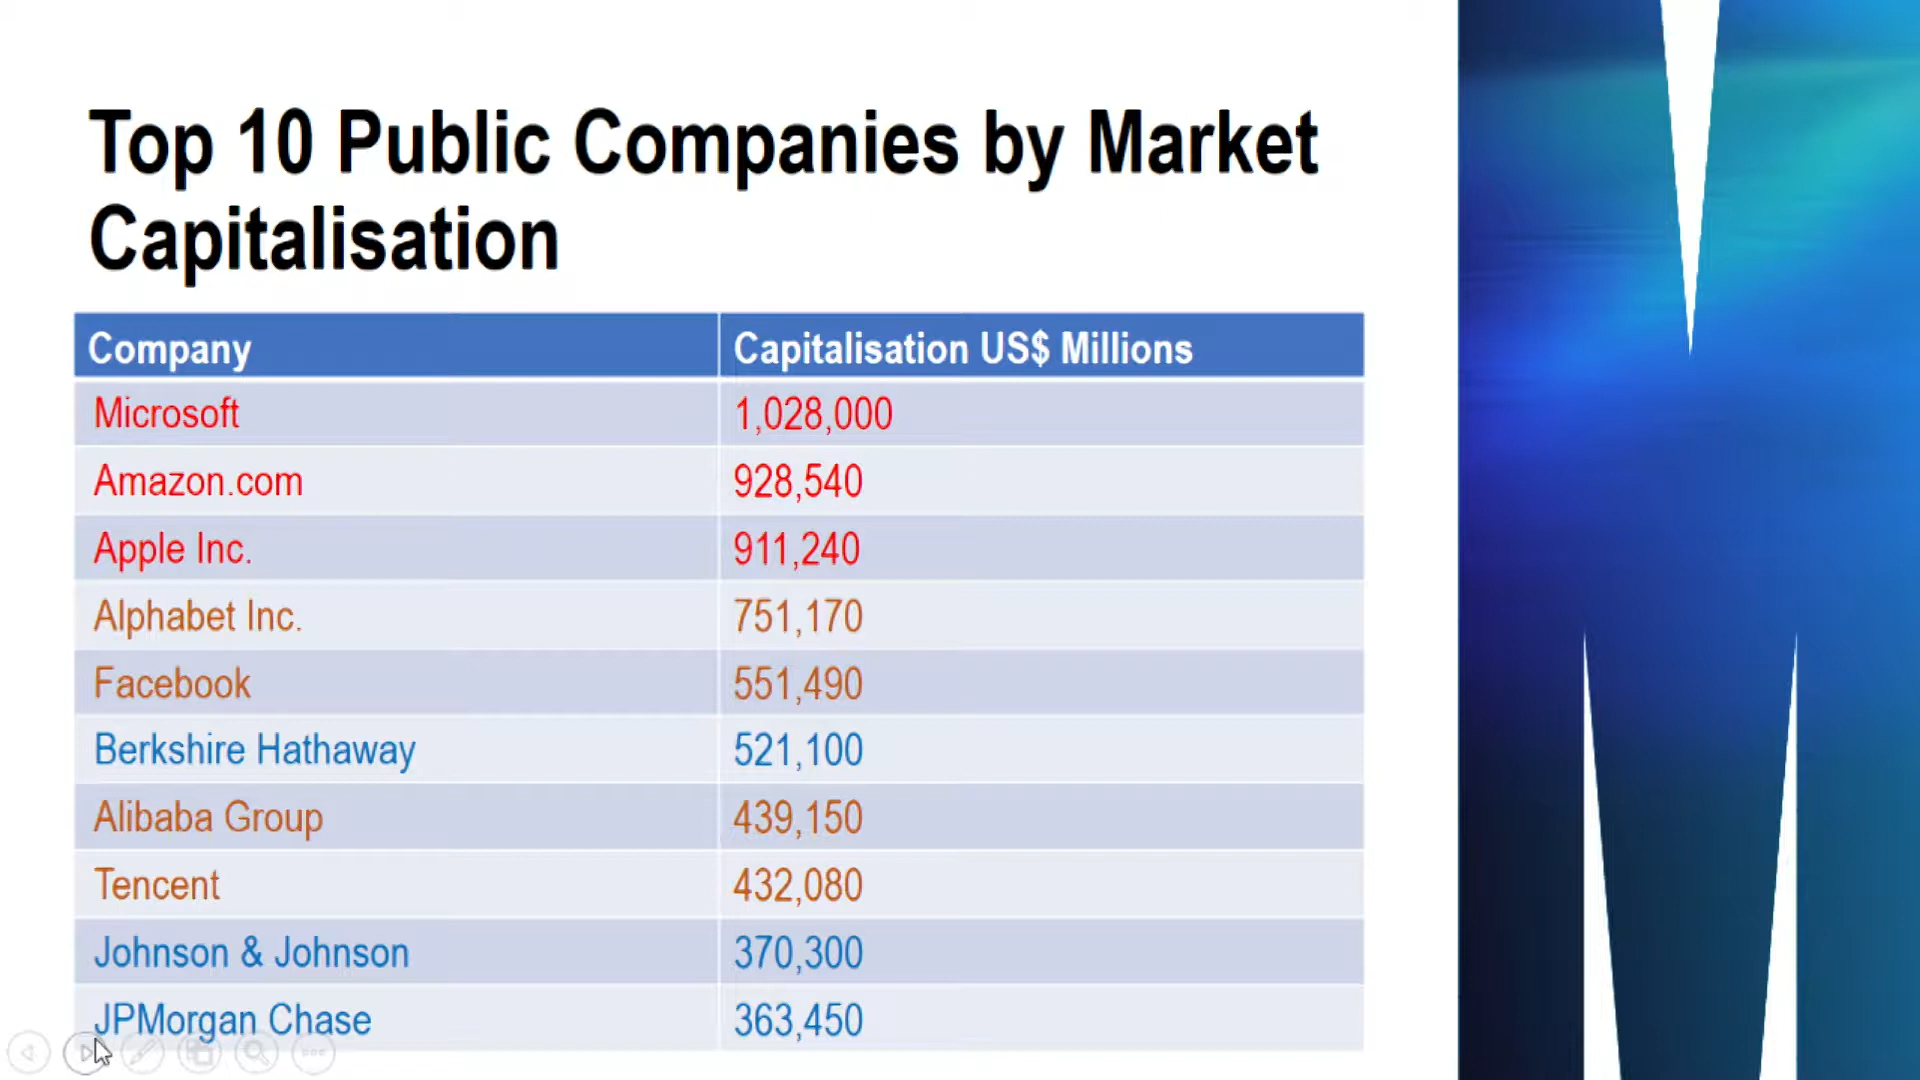 Top 10 Public Companies by Market
Capitalisation
Company Capitalisation US$ Millions
Microsoft 1,028,000
Amazon.com 928,540
Apple Inc. 911,240
Alphabet Inc. 751,170
Facebook 551,490
Berkshire Hathaway 521,100
Alibaba Group 439,150
Tencent 432,080
Johnson & Johnson 370,300
JPMorgan Chase 363,450